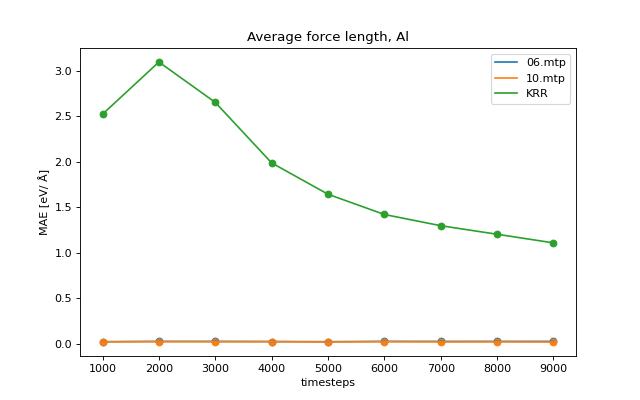 Average force length, Al
MAE [eV/ Å]
3.0
2.5
2.0
1.5
1.0
0.5
0.0
06.mtp
10.mtp
KRR
1000 2000 3000 4000 5000 6000 7000 8000 9000
timesteps